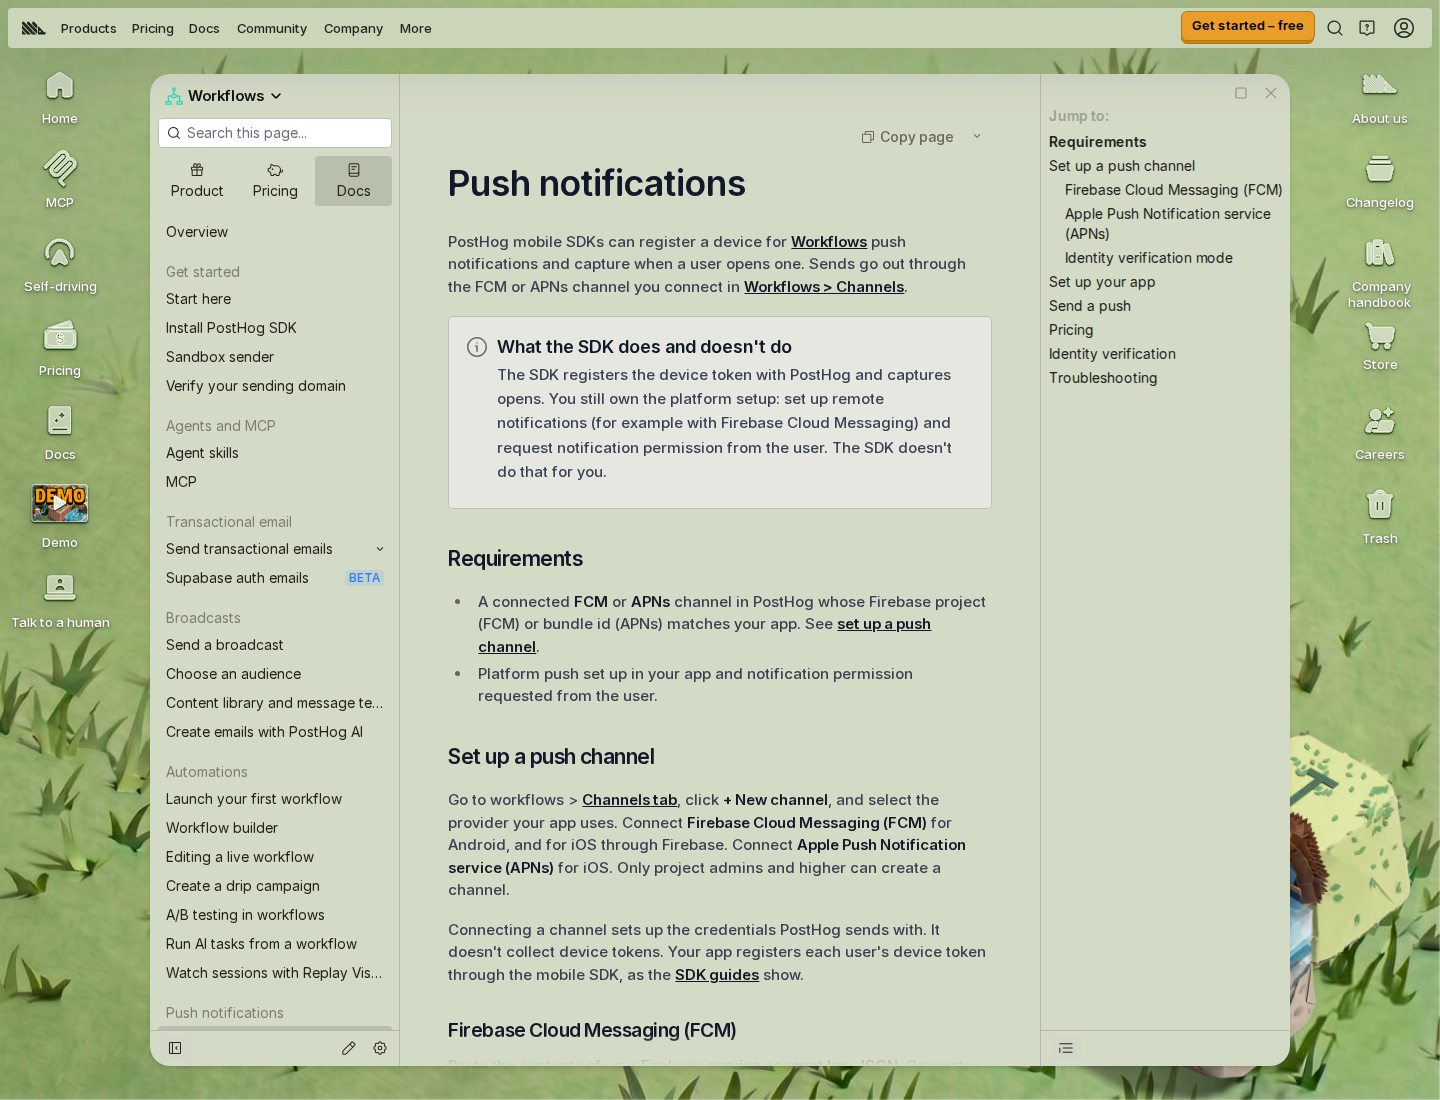 Products
Pricing
Docs
Community
Company
More
Get started – free
Home
MCP
Self-driving
Pricing
Docs
DEMO
Demo
Talk to a human
Workflows
Search this page...
Product
Pricing
Docs
Overview
Get started
Start here
Install PostHog SDK
Sandbox sender
Verify your sending domain
Agents and MCP
Agent skills
MCP
Transactional email
Send transactional emails
Supabase auth emails BETA
Broadcasts
Send a broadcast
Choose an audience
Content library and message te...
Create emails with PostHog AI
Automations
Launch your first workflow
Workflow builder
Editing a live workflow
Create a drip campaign
A/B testing in workflows
Run AI tasks from a workflow
Watch sessions with Replay Vis...
Push notifications
Copy page
Push notifications
PostHog mobile SDKs can register a device for Workflows push
notifications and capture when a user opens one. Sends go out through
the FCM or APNs channel you connect in Workflows > Channels.
What the SDK does and doesn't do
The SDK registers the device token with PostHog and captures
opens. You still own the platform setup: set up remote
notifications (for example with Firebase Cloud Messaging) and
request notification permission from the user. The SDK doesn't
do that for you.
Requirements
A connected FCM or APNs channel in PostHog whose Firebase project
(FCM) or bundle id (APNs) matches your app. See set up a push
channel.
Platform push set up in your app and notification permission
requested from the user.
Set up a push channel
Go to workflows > Channels tab, click + New channel, and select the
provider your app uses. Connect Firebase Cloud Messaging (FCM) for
Android, and for iOS through Firebase. Connect Apple Push Notification
service (APNs) for iOS. Only project admins and higher can create a
channel.
Connecting a channel sets up the credentials PostHog sends with. It
doesn't collect device tokens. Your app registers each user's device token
through the mobile SDK, as the SDK guides show.
Firebase Cloud Messaging (FCM)
Jump to:
Requirements
Set up a push channel
Firebase Cloud Messaging (FCM)
Apple Push Notification service
(APNs)
Identity verification mode
Set up your app
Send a push
Pricing
Identity verification
Troubleshooting
About us
Changelog
Company
handbook
Store
Careers
Trash